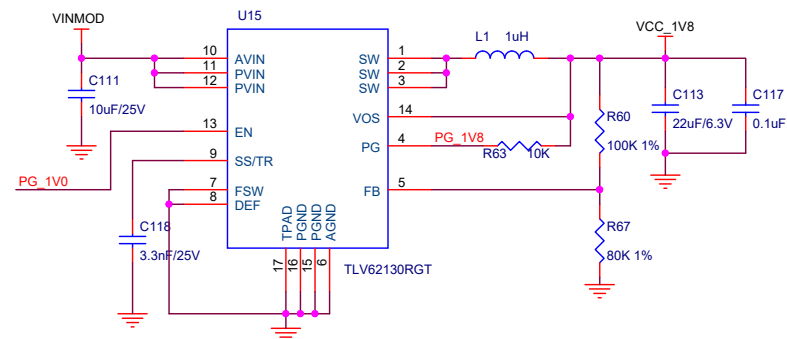 VINMOD
U15
L1 1uH
VCC_1V8
10 AVIN
11 PVIN
12 PVIN
SW 1
SW 2
SW 3
C111
10uF/25V
13 EN
VOS 14
PG 4 PG_1V8
R63 10K
R60
100K 1%
C113
22uF/6.3V
C117
0.1uF
9 SS/TR
PG_1V0
7 FSW
8 DEF
FB 5
C118
3.3nF/25V
TPAD
PGND
PGND
AGND
17
16
15
6
R67
80K 1%
TLV62130RGT